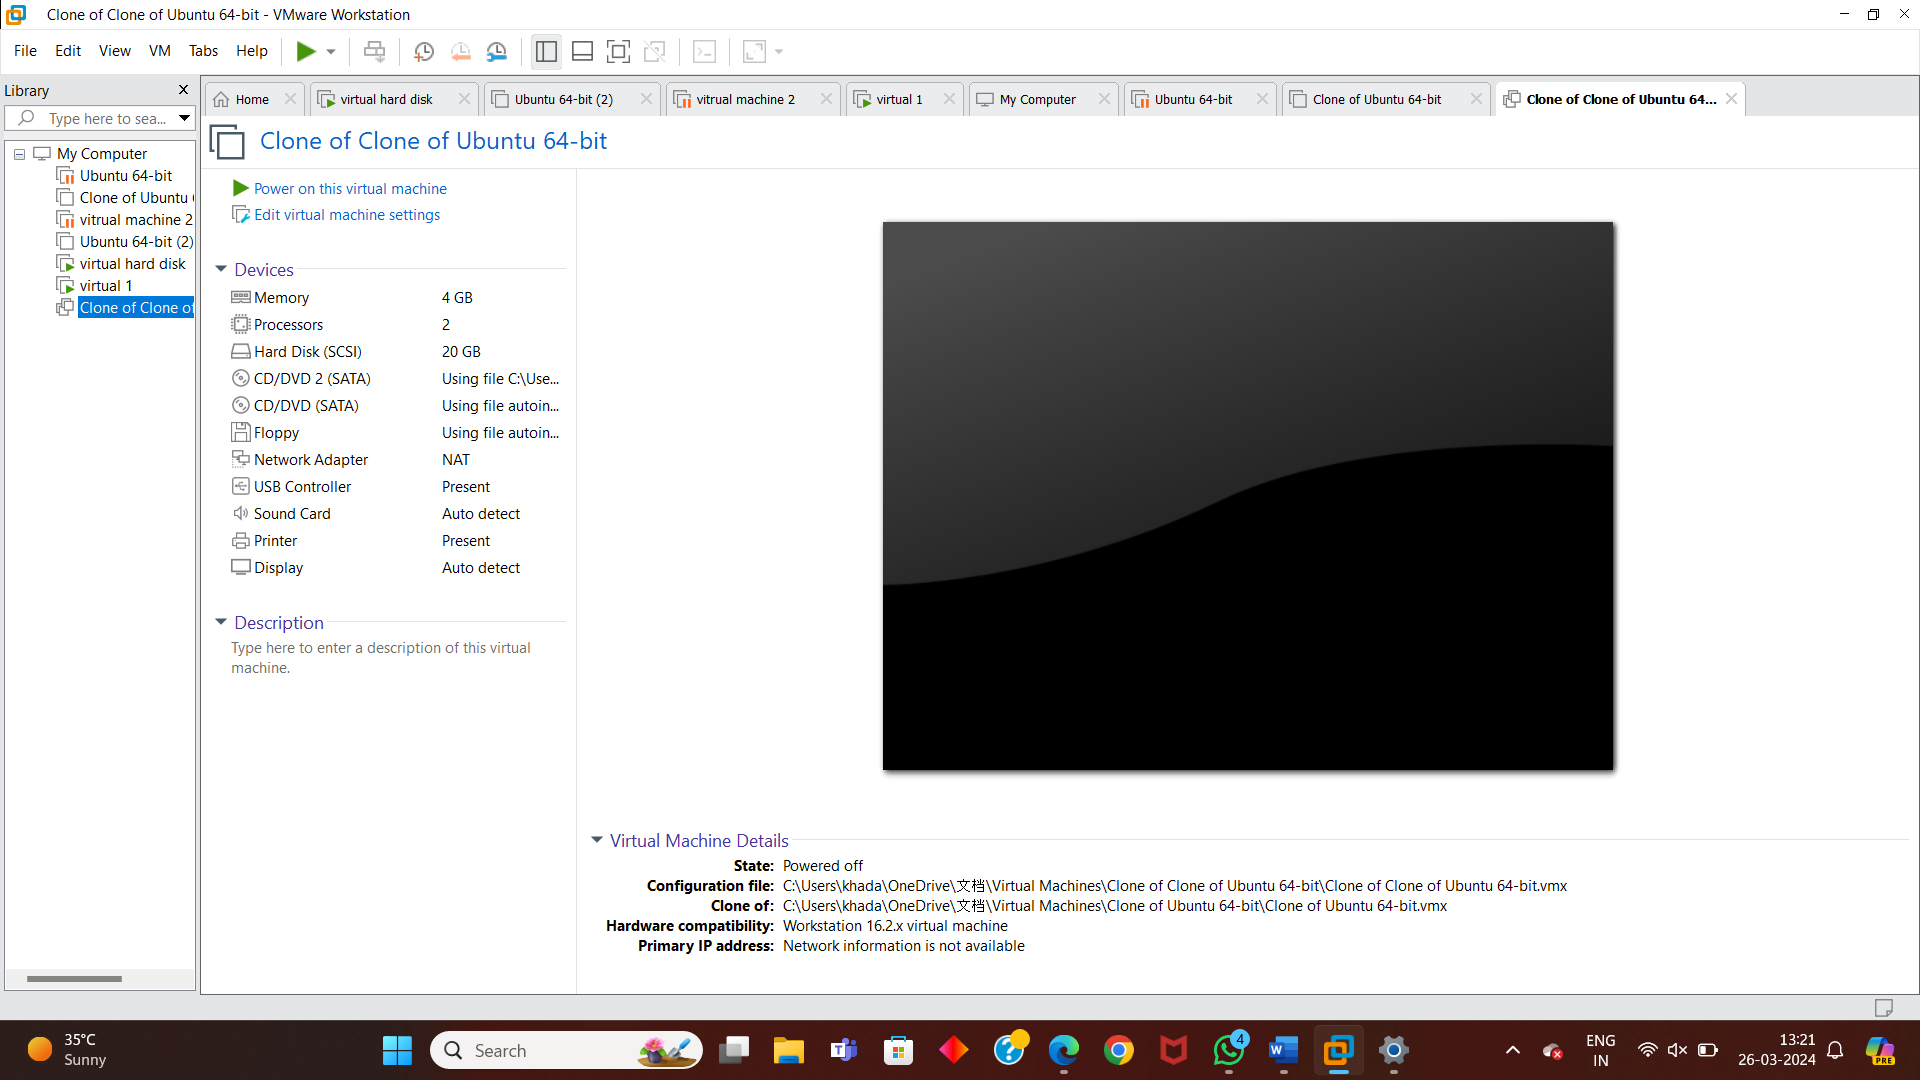 Clone of Clone of Ubuntu 64-bit - VMware Workstation
File Edit View VM Tabs Help
Library
Type here to sea...
My Computer
Ubuntu 64-bit
Clone of Ubuntu
vitrual machine 2
Ubuntu 64-bit (2)
virtual hard disk
virtual 1
Clone of Clone of
Home
virtual hard disk
Ubuntu 64-bit (2)
vitrual machine 2
virtual 1
My Computer
Ubuntu 64-bit
Clone of Ubuntu 64-bit
Clone of Clone of Ubuntu 64...
Clone of Clone of Ubuntu 64-bit
Power on this virtual machine
Edit virtual machine settings
Devices
Memory 4 GB
Processors 2
Hard Disk (SCSI) 20 GB
CD/DVD 2 (SATA) Using file C:\Use...
CD/DVD (SATA) Using file autoin...
Floppy Using file autoin...
Network Adapter NAT
USB Controller Present
Sound Card Auto detect
Printer Present
Display Auto detect
Description
Type here to enter a description of this virtual
machine.
Virtual Machine Details
State: Powered off
Configuration file: C:\Users\khada\OneDrive\文档\Virtual Machines\Clone of Clone of Ubuntu 64-bit\Clone of Clone of Ubuntu 64-bit.vmx
Clone of: C:\Users\khada\OneDrive\文档\Virtual Machines\Clone of Ubuntu 64-bit\Clone of Ubuntu 64-bit.vmx
Hardware compatibility: Workstation 16.2.x virtual machine
Primary IP address: Network information is not available
35°C
Sunny
Search
4
ENG
IN
13:21
26-03-2024
PRE